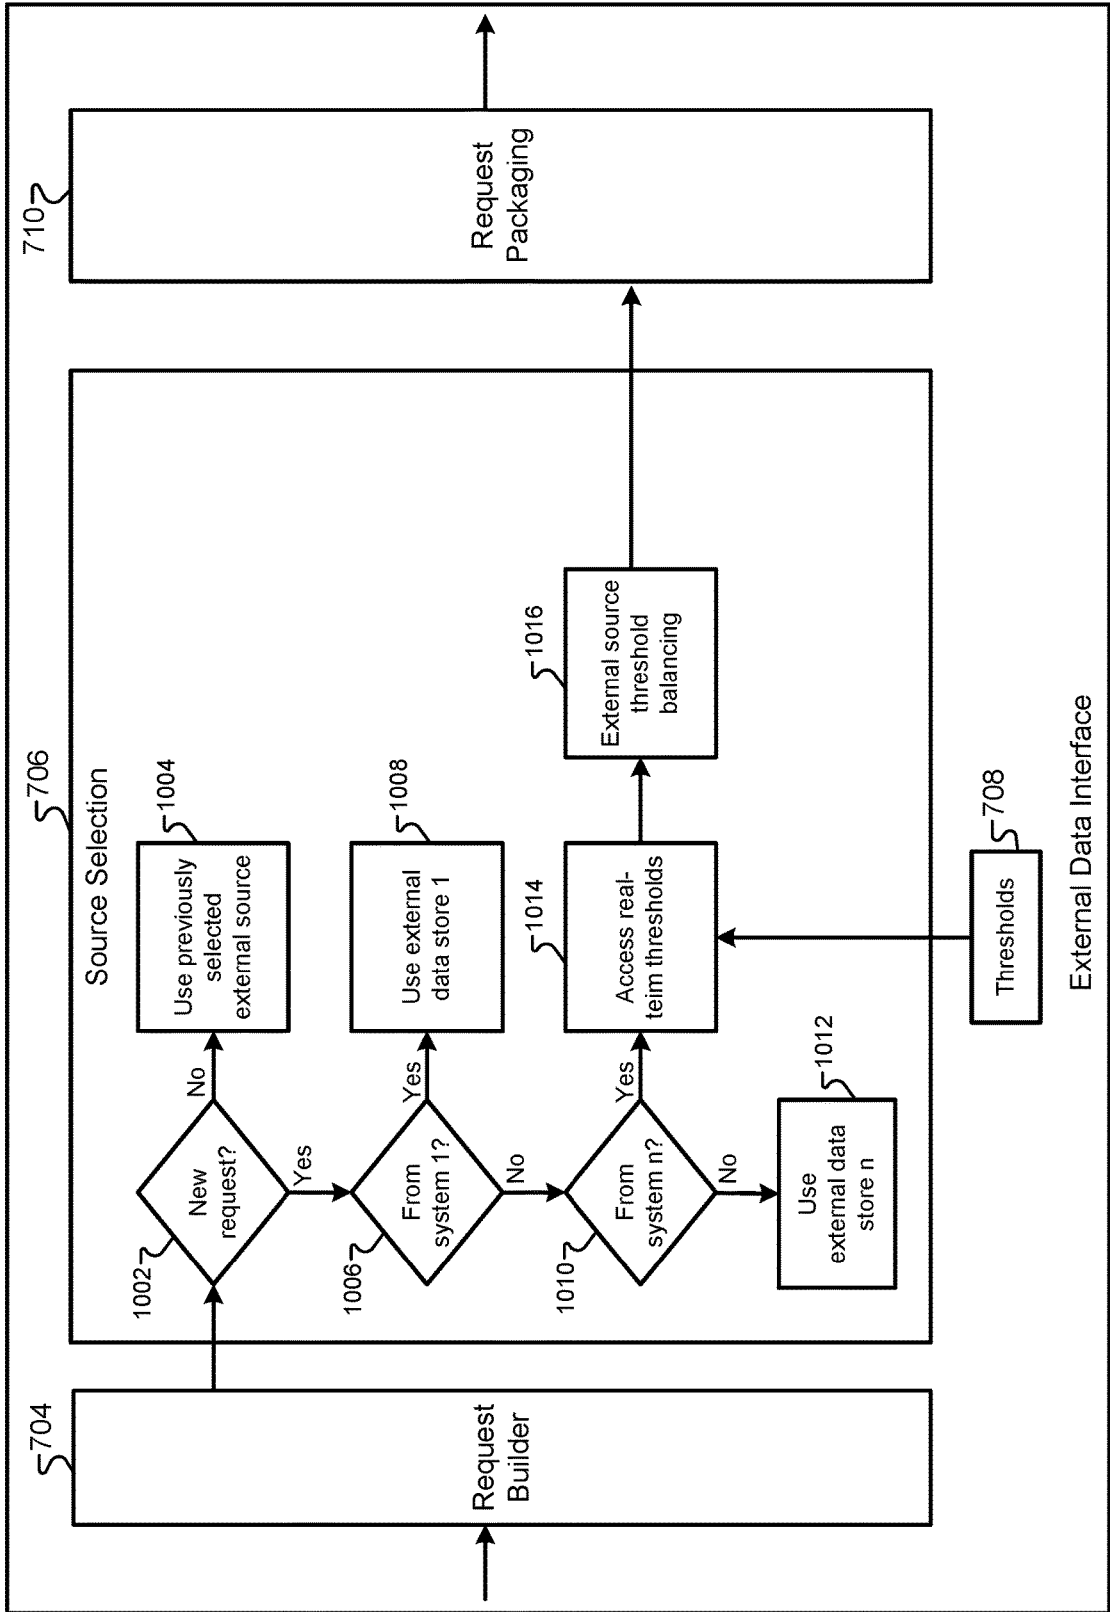 704
Request
Builder
706
Source Selection
1002
New
request?
No
Yes
Use previously
selected
external source
1004
1006
From
system 1?
Yes
No
Use external
data store 1
1008
1010
From
system n?
Yes
No
Access real-
teim thresholds
1014
External source
threshold
balancing
1016
Use
external data
store n
1012
710
Request
Packaging
Thresholds
708
External Data Interface